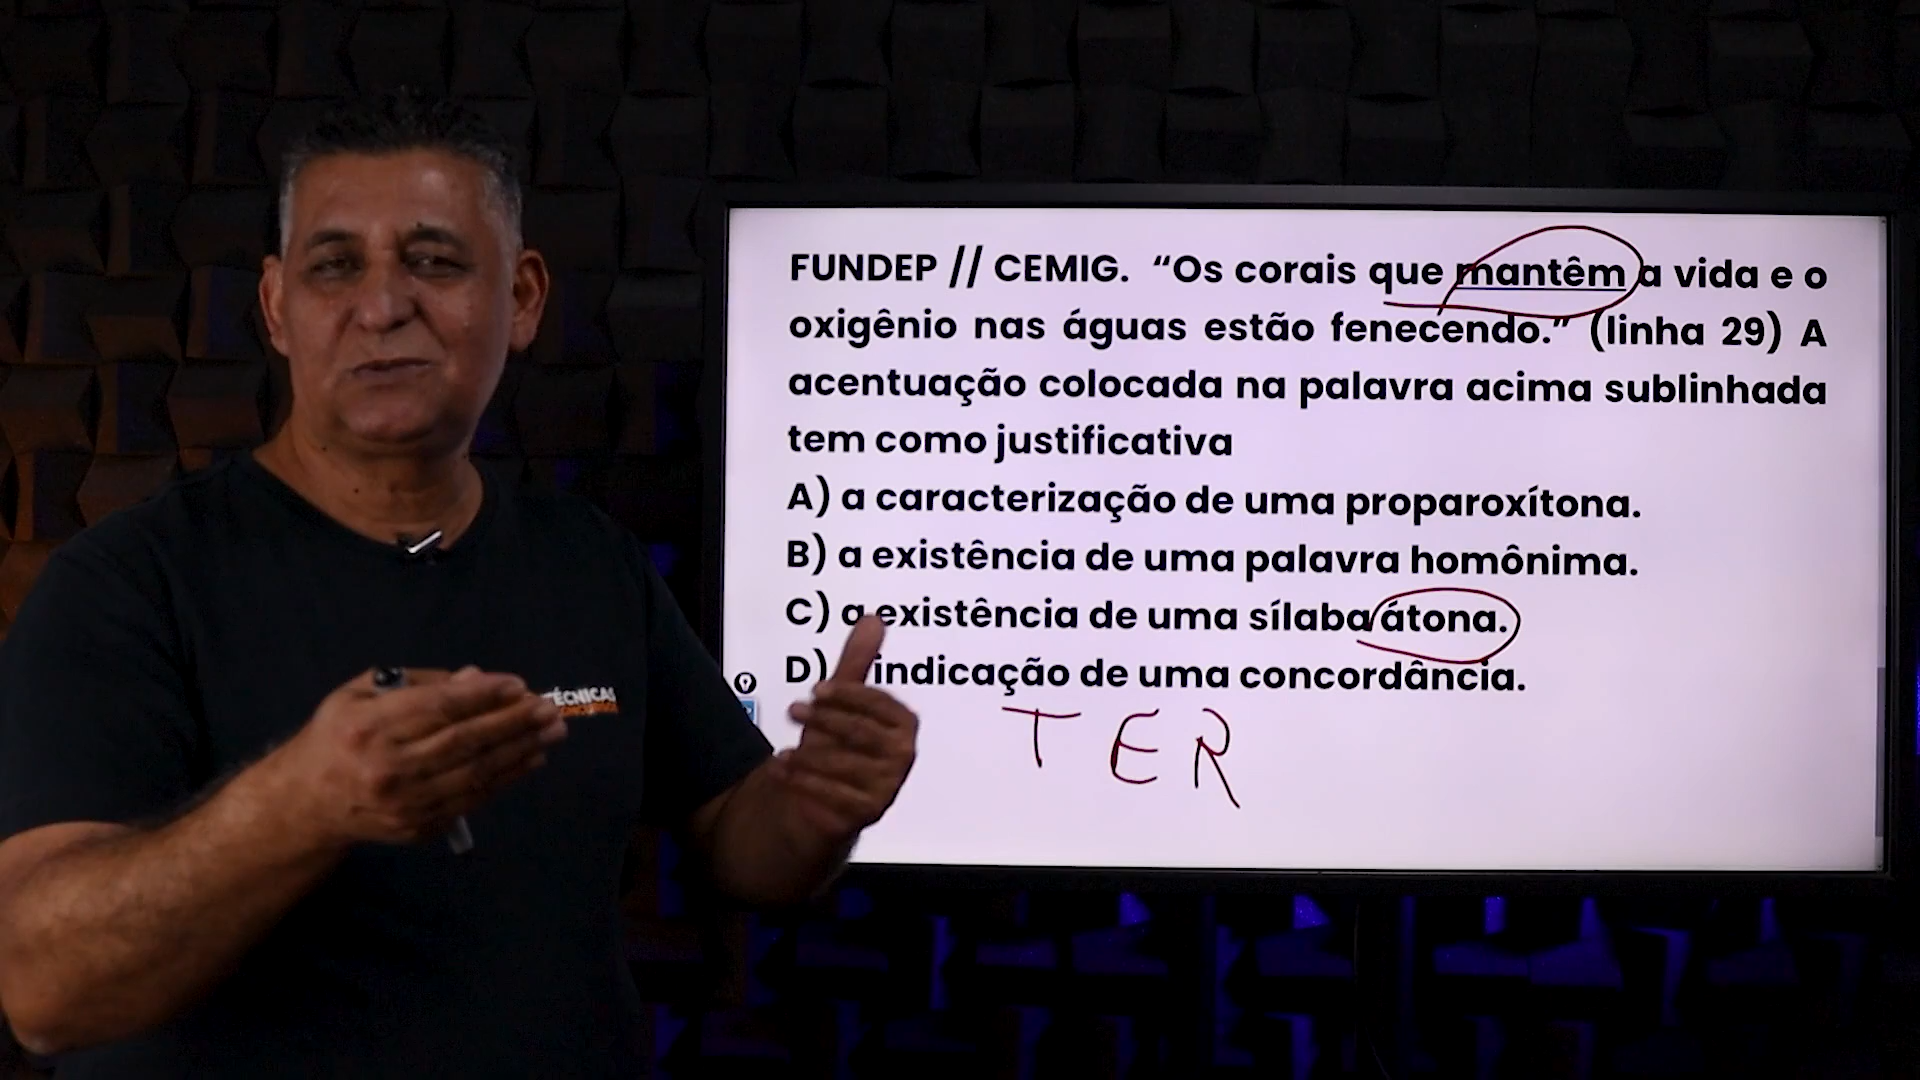 FUNDEP // CEMIG. “Os corais que mantêm a vida e o
oxigênio nas águas estão fenecendo.” (linha 29) A
acentuação colocada na palavra acima sublinhada
tem como justificativa
A) a caracterização de uma proparoxítona.
B) a existência de uma palavra homônima.
C) a existência de uma sílaba átona.
D) indicação de uma concordância.
TER
TÉCNICAS